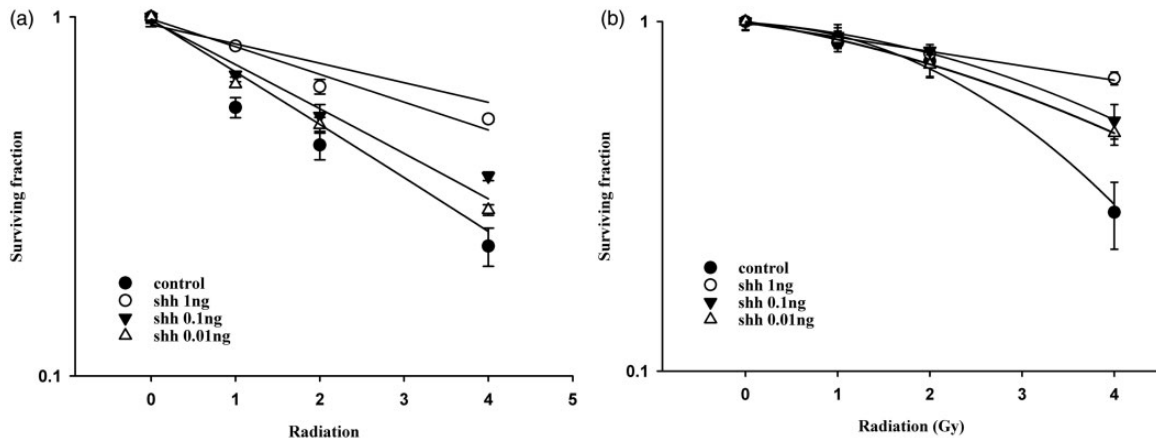 (a)
1
0.1
Surviving fraction
control
shh 1ng
shh 0.1ng
shh 0.01ng
0 1 2 3 4 5
Radiation
(b)
1
0.1
Surviving fraction
control
shh 1ng
shh 0.1ng
shh 0.01ng
0 1 2 3 4
Radiation (Gy)